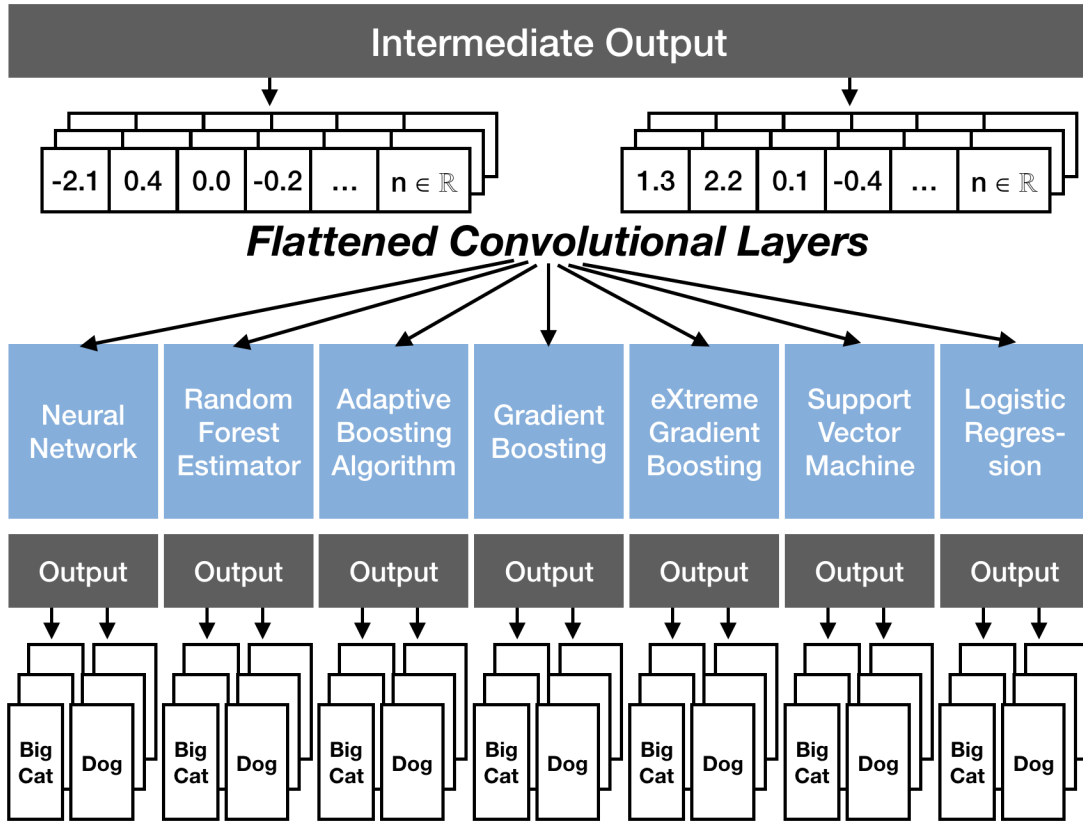 Intermediate Output
-2.1 0.4 0.0 -0.2 ... n ∈ ℝ
1.3 2.2 0.1 -0.4 ... n ∈ ℝ
Flattened Convolutional Layers
Neural
Network
Random
Forest
Estimator
Adaptive
Boosting
Algorithm
Gradient
Boosting
eXtreme
Gradient
Boosting
Support
Vector
Machine
Logistic
Regres-
sion
Output
Output
Output
Output
Output
Output
Output
Big
Cat
Dog
Big
Cat
Dog
Big
Cat
Dog
Big
Cat
Dog
Big
Cat
Dog
Big
Cat
Dog
Big
Cat
Dog